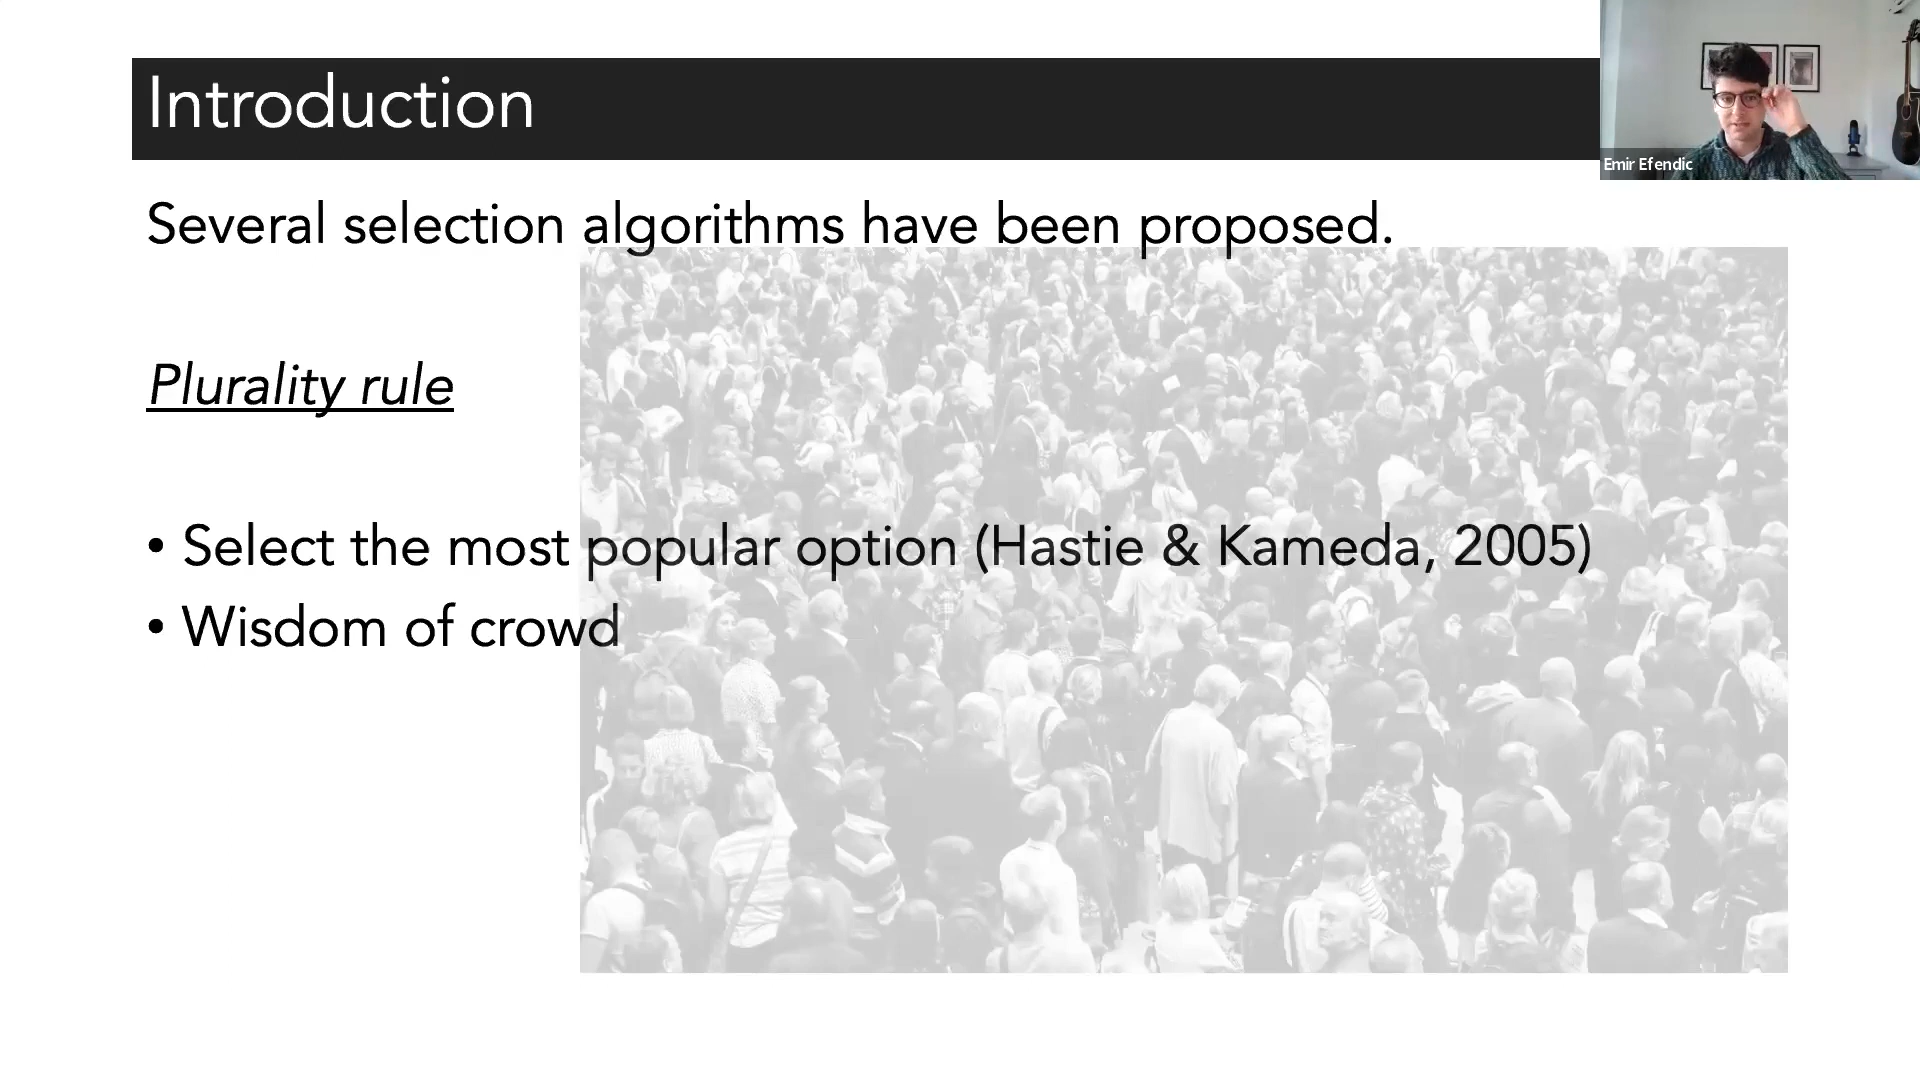 Introduction
Emir Efendic
Several selection algorithms have been proposed.
Plurality rule
• Select the most popular option (Hastie & Kameda, 2005)
• Wisdom of crowd